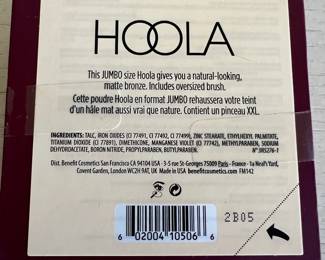 HOOLA
This JUMBO size Hoola gives you a natural-looking,
matte bronze. Includes oversized brush.
Cette poudre Hoola en format JUMBO rehaussera votre teint
d'un hâle mat aussi vrai que nature. Contient un pinceau XXL.
INGREDIENTS: TALC, IRON OXIDES (CI 77491, CI 77492, CI 77499), ZINC STEARATE, ETHYLHEXYL PALMITATE,
TITANIUM DIOXIDE (CI 77891), DIMETHICONE, MANGANESE VIOLET (CI 77742), METHYLPARABEN, SODIUM
DEHYDROACETATE, BORON NITRIDE, PROPYLPARABEN, BUTYLPARABEN. N°
Dist. Benefit Cosmetics San Francisco CA 94104 USA · 3-5 rue St-Georges 75009 Paris - France · 1a Neal's Yard,
Covent Garden, London WC2H 9AT, UK Made in USA benefitcosmetics.com FM142
2B05
6 02004 10506 6